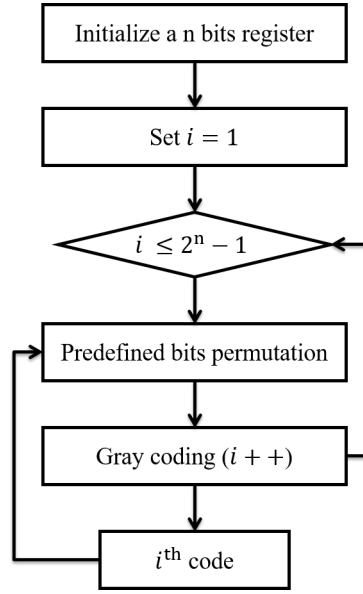 Initialize a n bits register
Set i = 1
i ≤ 2ⁿ − 1
Predefined bits permutation
Gray coding (i + +)
iᵗʰ code